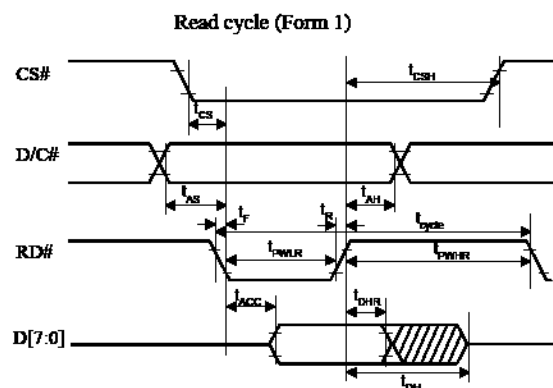 Read cycle (Form 1)
CS#
tCSH
tCS
D/C#
tAS
tAH
tF
tR
tcycle
RD#
tPWLR
tPWHR
tACC
tDHR
D[7:0]
tDH